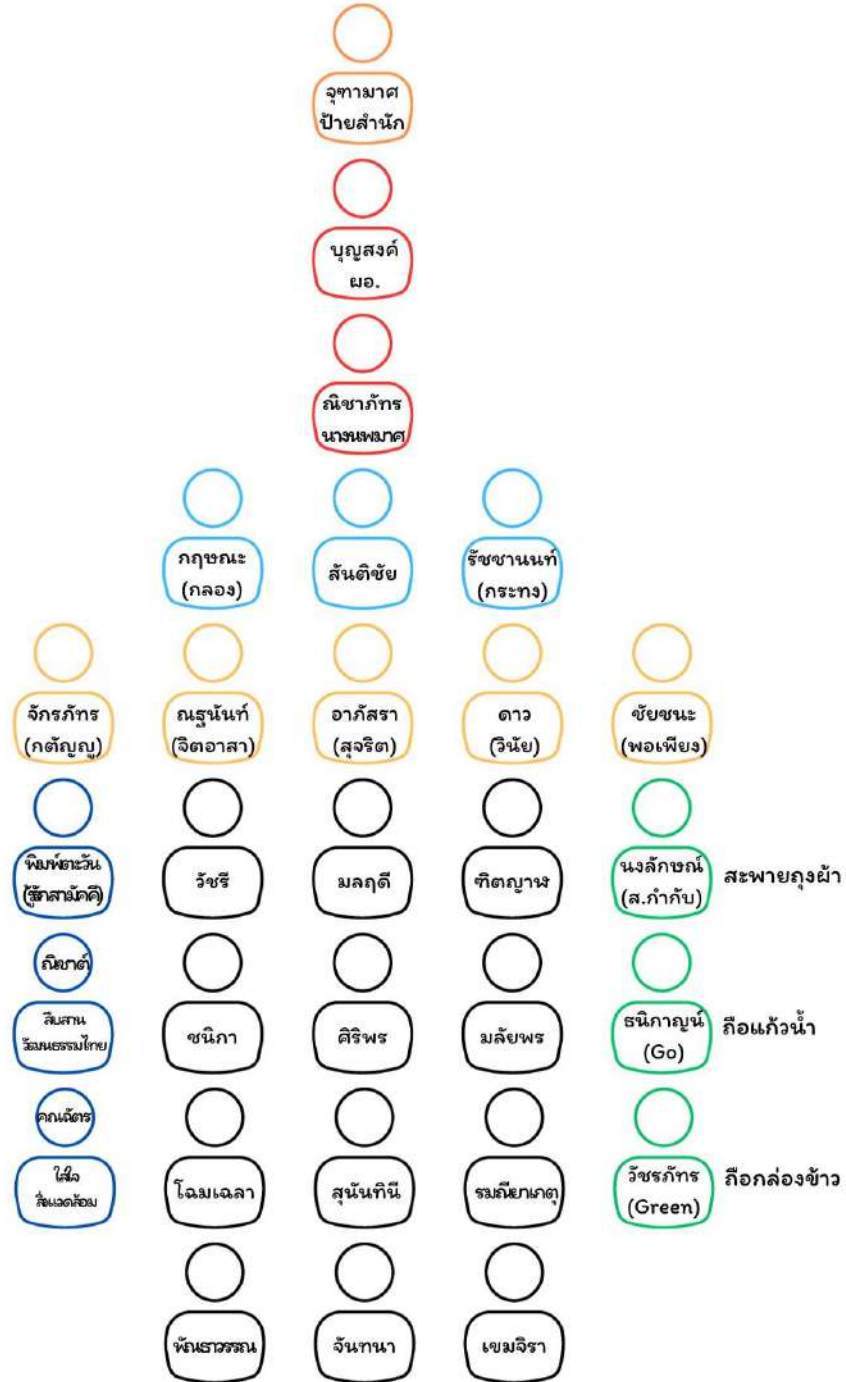 จุฑามาศ
ป้ายสำนัก
บุญสงค์
ผอ.
ณิชาภัทร
นางนพมาศ
กฤษณะ
(กลอง)
สันติชัย
รัชชานนท์
(กระทง)
จักรภัทร
(กตัญญู)
ณฐนันท์
(จิตอาสา)
อาภัสรา
(สุจริต)
ดาว
(วินัย)
ชัยชนะ
(พอเพียง)
พิมพ์ตะวัน
(รู้รักสามัคคี)
วัชรี
มลฤดี
ฑิตญาฬ
นงลักษณ์
(ส.กำกับ)
สะพายถุงผ้า
ณิชาต์
สืบสาน
วัฒนธรรมไทย
ชนิกา
ศิริพร
มลัยพร
ธนิกาญน์
(Go)
ถือแก้วน้ำ
คณฉัตร
ใส่ใจ
สิ่งแวดล้อม
โฉมเฉลา
สุนันทินี
รมณียาเกตุ
วัชรภัทร
(Green)
ถือกล่องข้าว
พัณธาวรรณ
จันทนา
เขมจิรา